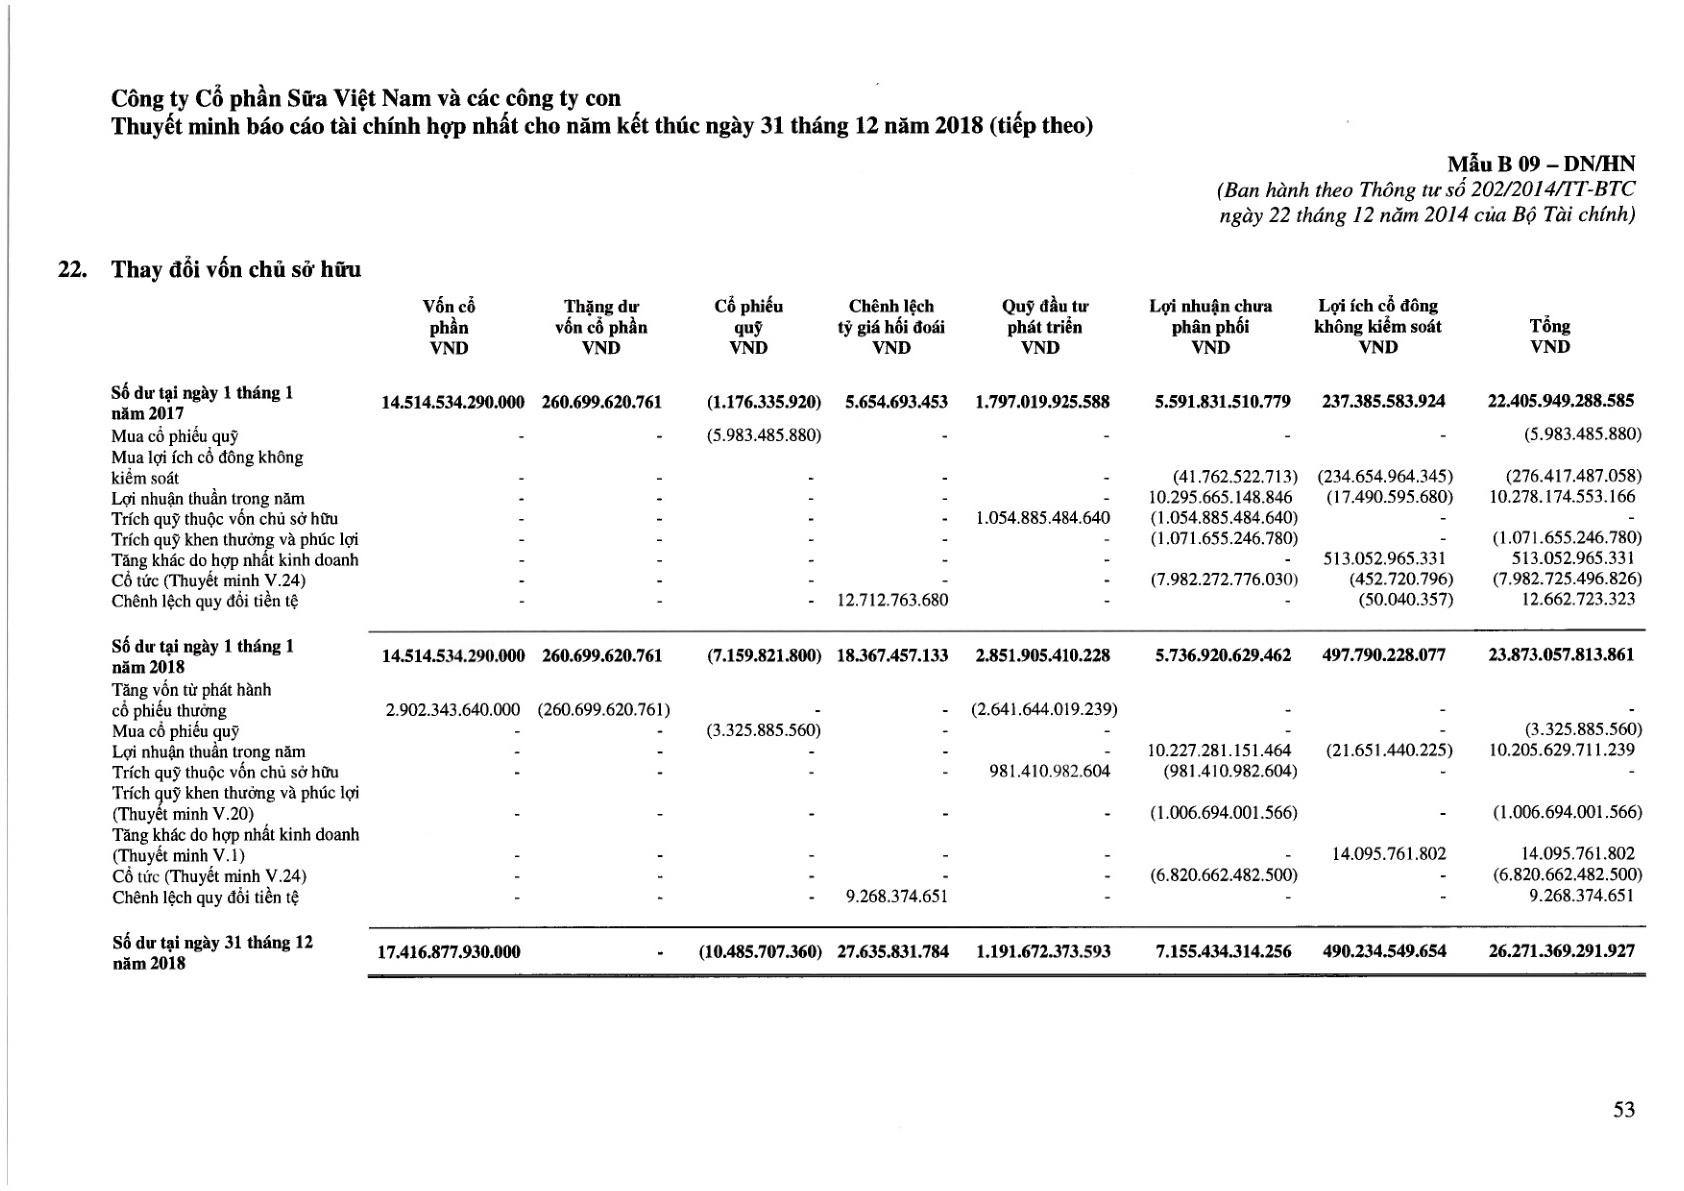 Công ty Cổ phần Sữa Việt Nam và các công ty con
Thuyết minh báo cáo tài chính hợp nhất cho năm kết thúc ngày 31 tháng 12 năm 2018 (tiếp theo)
Mẫu B 09 – DN/HN
(Ban hành theo Thông tư số 202/2014/TT-BTC
ngày 22 tháng 12 năm 2014 của Bộ Tài chính)
22. Thay đổi vốn chủ sở hữu
Vốn cổ Thặng dư Cổ phiếu Chênh lệch Quỹ đầu tư Lợi nhuận chưa Lợi ích cổ đông
phần vốn cổ phần quỹ tỷ giá hối đoái phát triển phân phối không kiểm soát Tổng
VND VND VND VND VND VND VND VND
Số dư tại ngày 1 tháng 1
năm 2017 14.514.534.290.000 260.699.620.761 (1.176.335.920) 5.654.693.453 1.797.019.925.588 5.591.831.510.779 237.385.583.924 22.405.949.288.585
Mua cổ phiếu quỹ - - (5.983.485.880) - - - - (5.983.485.880)
Mua lợi ích cổ đông không
kiểm soát - - - - - (41.762.522.713) (234.654.964.345) (276.417.487.058)
Lợi nhuận thuần trong năm - - - - - 10.295.665.148.846 (17.490.595.680) 10.278.174.553.166
Trích quỹ thuộc vốn chủ sở hữu - - - - 1.054.885.484.640 (1.054.885.484.640) - -
Trích quỹ khen thưởng và phúc lợi - - - - - (1.071.655.246.780) - (1.071.655.246.780)
Tăng khác do hợp nhất kinh doanh - - - - - - 513.052.965.331 513.052.965.331
Cổ tức (Thuyết minh V.24) - - - - - (7.982.272.776.030) (452.720.796) (7.982.725.496.826)
Chênh lệch quy đổi tiền tệ - - - 12.712.763.680 - - (50.040.357) 12.662.723.323
Số dư tại ngày 1 tháng 1
năm 2018 14.514.534.290.000 260.699.620.761 (7.159.821.800) 18.367.457.133 2.851.905.410.228 5.736.920.629.462 497.790.228.077 23.873.057.813.861
Tăng vốn từ phát hành
cổ phiếu thưởng 2.902.343.640.000 (260.699.620.761) - - (2.641.644.019.239) - - -
Mua cổ phiếu quỹ - - (3.325.885.560) - - - - (3.325.885.560)
Lợi nhuận thuần trong năm - - - - - 10.227.281.151.464 (21.651.440.225) 10.205.629.711.239
Trích quỹ thuộc vốn chủ sở hữu - - - - 981.410.982.604 (981.410.982.604) - -
Trích quỹ khen thưởng và phúc lợi
(Thuyết minh V.20) - - - - - (1.006.694.001.566) - (1.006.694.001.566)
Tăng khác do hợp nhất kinh doanh
(Thuyết minh V.1) - - - - - - 14.095.761.802 14.095.761.802
Cổ tức (Thuyết minh V.24) - - - - - (6.820.662.482.500) - (6.820.662.482.500)
Chênh lệch quy đổi tiền tệ - - - 9.268.374.651 - - - 9.268.374.651
Số dư tại ngày 31 tháng 12
năm 2018 17.416.877.930.000 - (10.485.707.360) 27.635.831.784 1.191.672.373.593 7.155.434.314.256 490.234.549.654 26.271.369.291.927
53